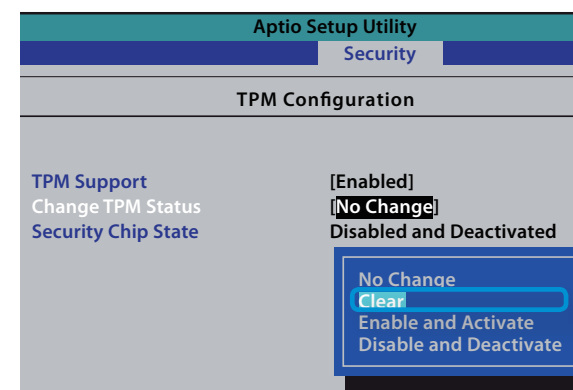 Aptio Setup Utility
Security
TPM Configuration
TPM Support [Enabled]
Change TPM Status [No Change]
Security Chip State Disabled and Deactivated
No Change
Clear
Enable and Activate
Disable and Deactivate